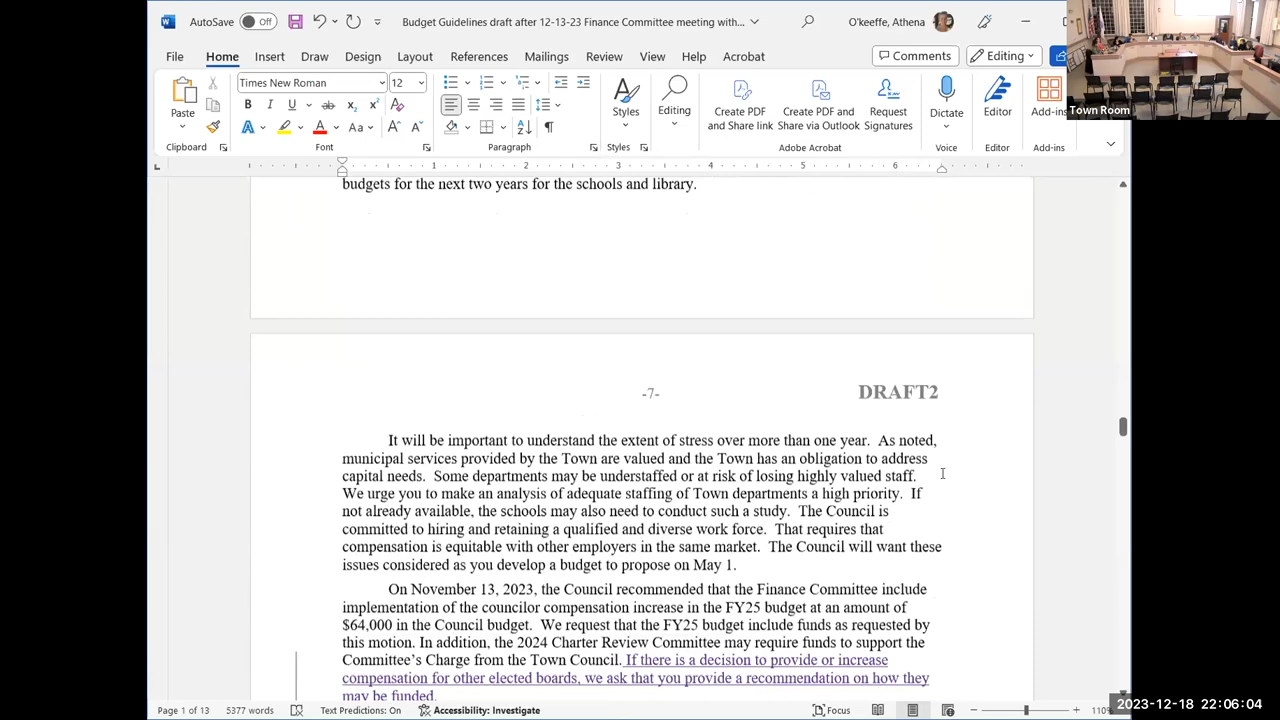 AutoSave Off Budget Guidelines draft after 12-13-23 Finance Committee meeting with... O'keeffe, Athena
File Home Insert Draw Design Layout References Mailings Review View Acrobat Comments Editing
Times New Roman 12
Paste Styles Editing Create PDF and Share link Create PDF and Share via Outlook Request Signatures Dictate Editor Add-ins
Clipboard Font Paragraph Styles Adobe Acrobat Voice Editor Add-ins
Town Room
1 2 3 4 5 6
budgets for the next two years for the schools and library.
-7- DRAFT2
It will be important to understand the extent of stress over more than one year. As noted,
municipal services provided by the Town are valued and the Town has an obligation to address
capital needs. Some departments may be understaffed or at risk of losing highly valued staff.
We urge you to make an analysis of adequate staffing of Town departments a high priority. If
not already available, the schools may also need to conduct such a study. The Council is
committed to hiring and retaining a qualified and diverse work force. That requires that
compensation is equitable with other employers in the same market. The Council will want these
issues considered as you develop a budget to propose on May 1.
On November 13, 2023, the Council recommended that the Finance Committee include
implementation of the councilor compensation increase in the FY25 budget at an amount of
$64,000 in the Council budget. We request that the FY25 budget include funds as requested by
this motion. In addition, the 2024 Charter Review Committee may require funds to support the
Committee's Charge from the Town Council. If there is a decision to provide or increase
compensation for other elected boards, we ask that you provide a recommendation on how they
may be funded.
Page 1 of 13 5377 words Text Predictions: On Accessibility: Investigate Focus 110%
2023-12-18 22:06:04